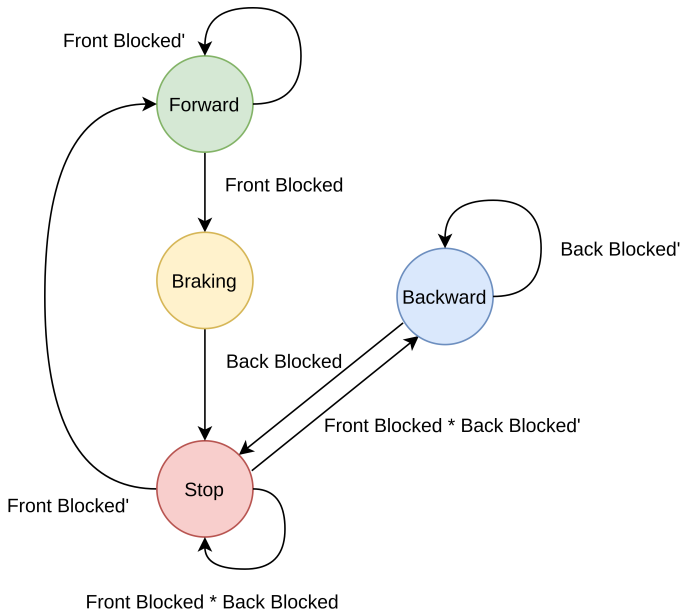 Front Blocked'
Forward
Front Blocked
Back Blocked'
Braking
Backward
Back Blocked
Front Blocked * Back Blocked'
Stop
Front Blocked'
Front Blocked * Back Blocked